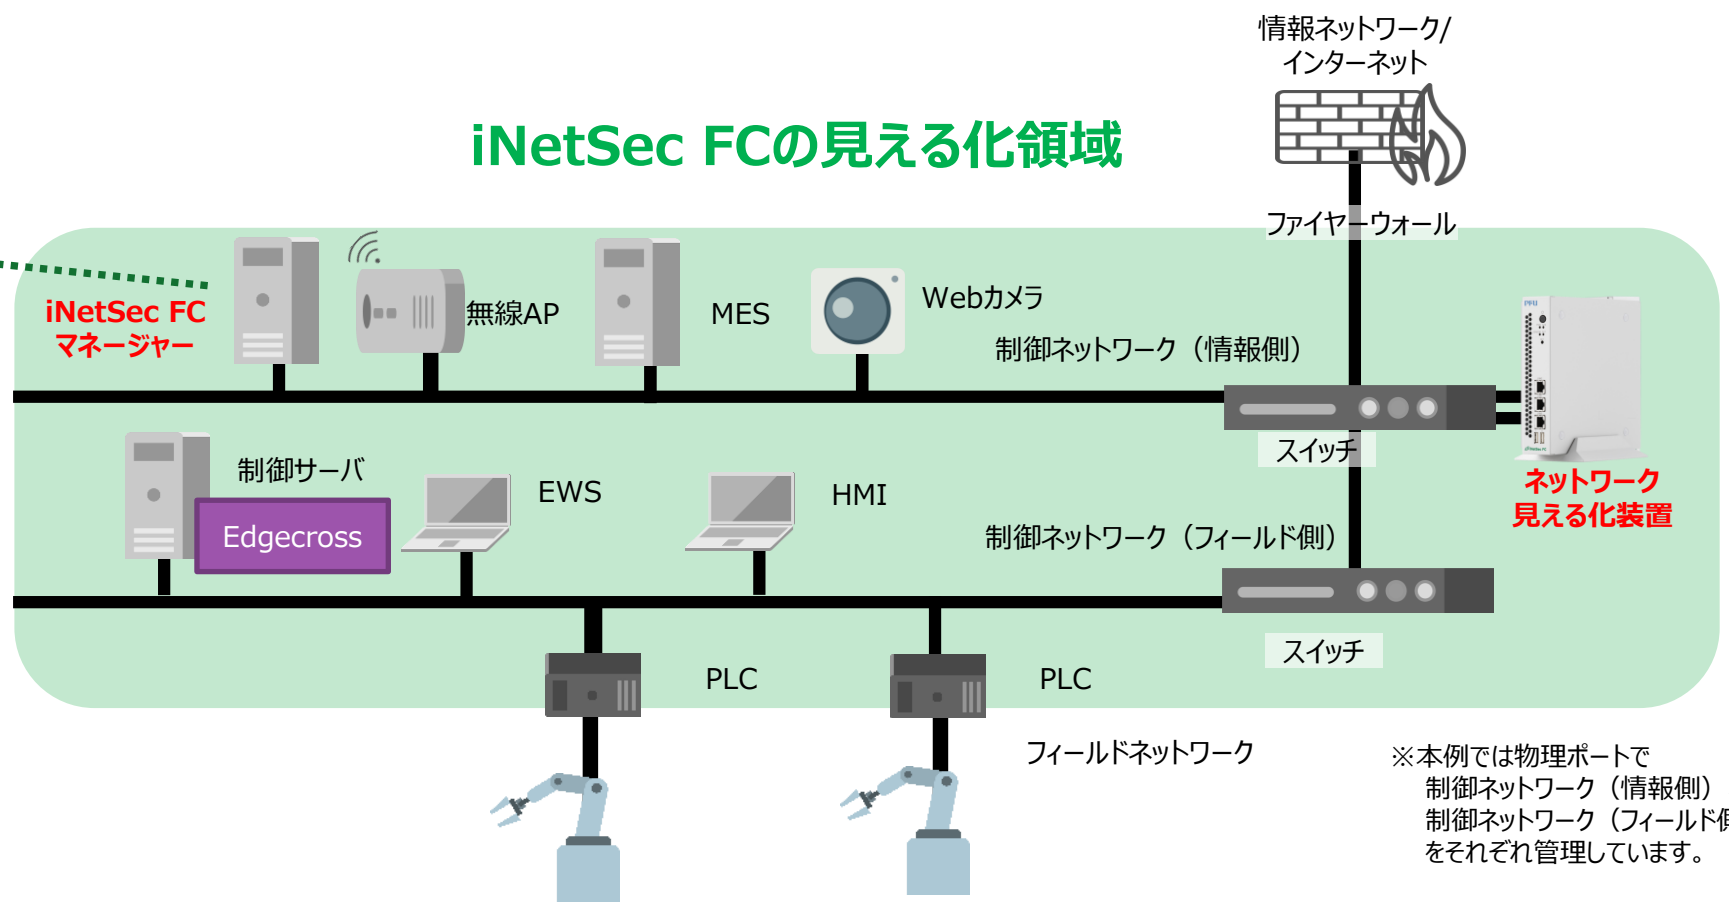 情報ネットワーク/
インターネット
iNetSec FCの見える化領域
ファイヤーウォール
iNetSec FC
マネージャー
無線AP
MES
Webカメラ
制御ネットワーク（情報側）
PFU
スイッチ
ネットワーク
見える化装置
制御サーバ
Edgecross
EWS
HMI
制御ネットワーク（フィールド側）
スイッチ
PLC
PLC
フィールドネットワーク
※本例では物理ポートで
制御ネットワーク（情報側）
制御ネットワーク（フィールド側
をそれぞれ管理しています。